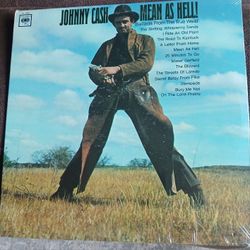 JOHNNY CASH
MEAN AS HELL!
Ballads From The True West
The Shifting Whispering Sands
I Ride An Old Paint
The Road To Kaintuck
A Letter From Home
Mean As Hell
25 Minutes To Go
Mister Garfield
The Blizzard
The Streets Of Laredo
Sweet Betsy From Pike
Stampede
Bury Me Not
On The Lone Prairie